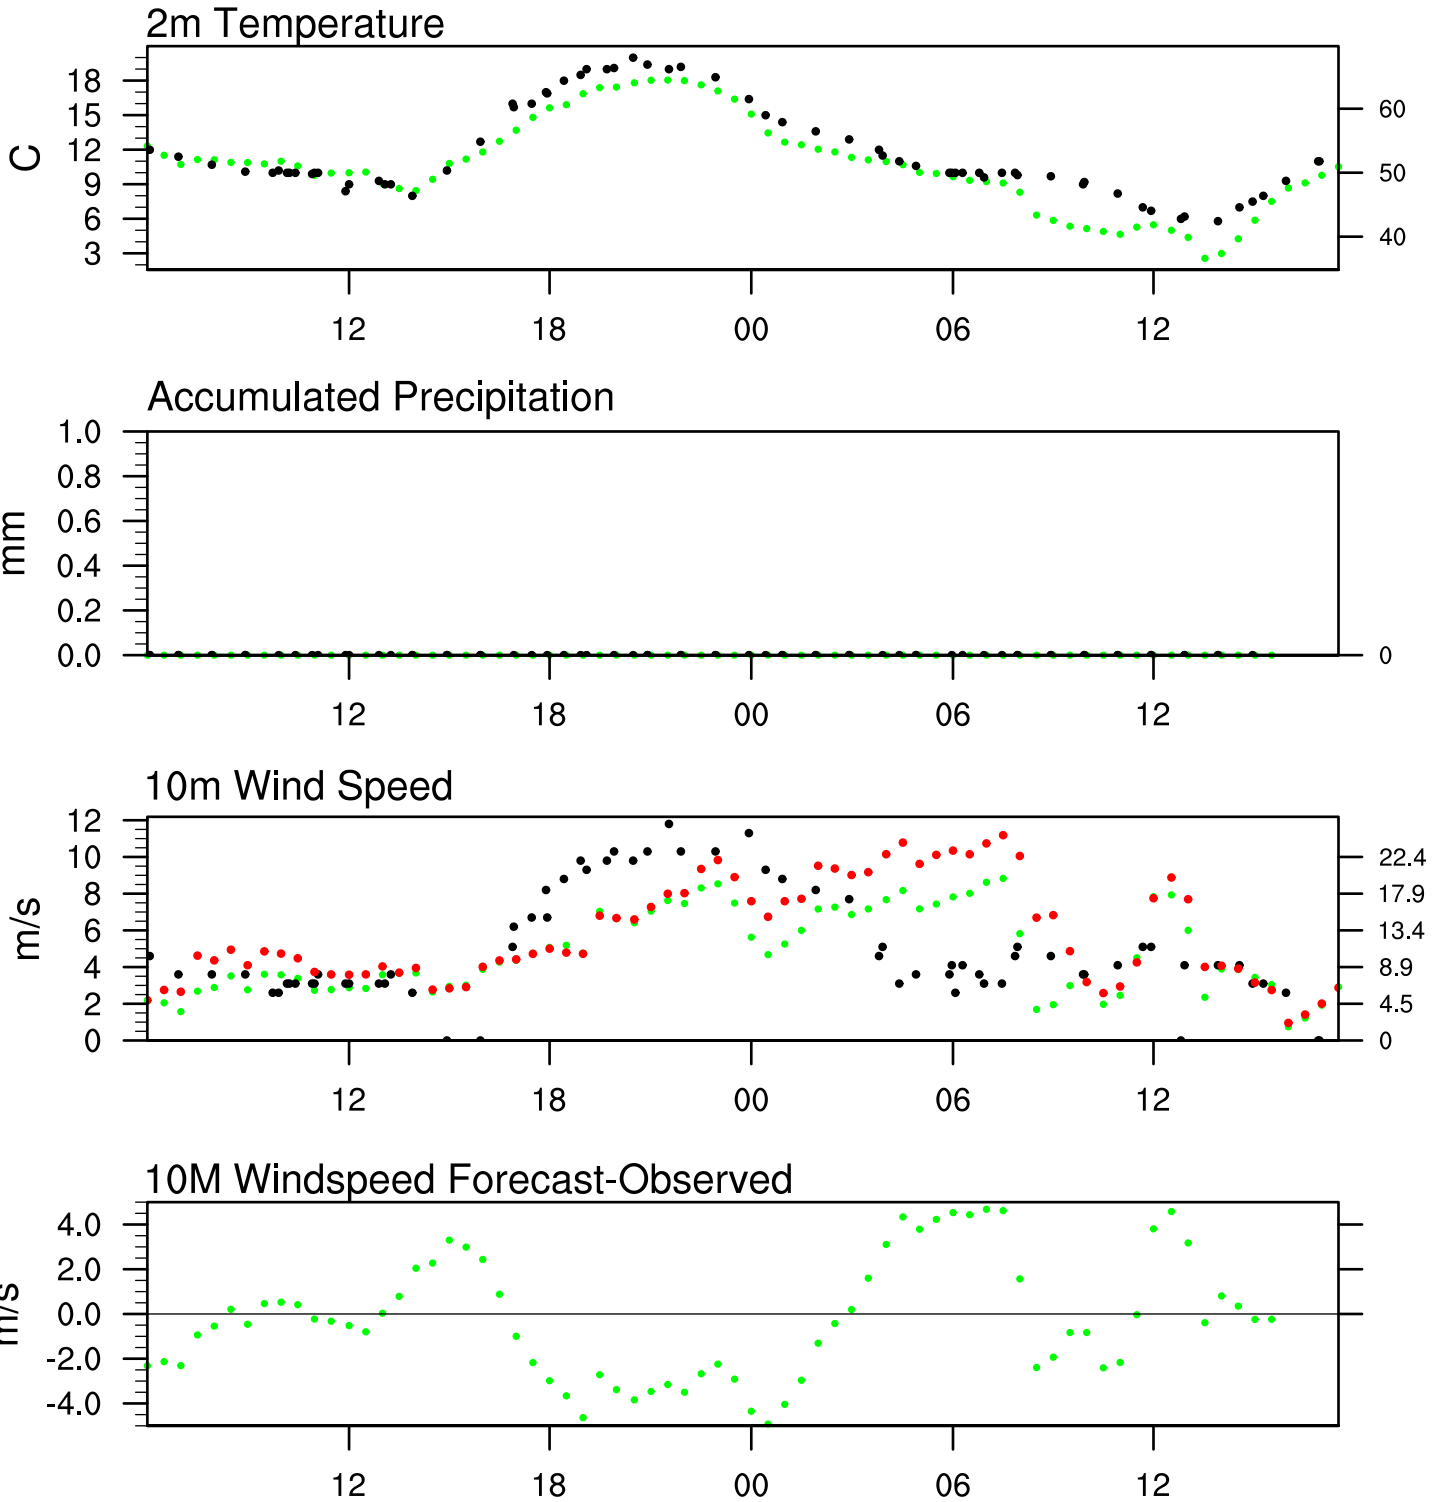 2m Temperature
18
15
12
9
6
3
C
60
50
40
12 18 00 06 12
Accumulated Precipitation
1.0
0.8
0.6
0.4
0.2
0.0
mm
0
12 18 00 06 12
10m Wind Speed
12
10
8
6
4
2
0
m/s
22.4
17.9
13.4
8.9
4.5
0
12 18 00 06 12
10M Windspeed Forecast-Observed
4.0
2.0
0.0
-2.0
-4.0
m/s
12 18 00 06 12